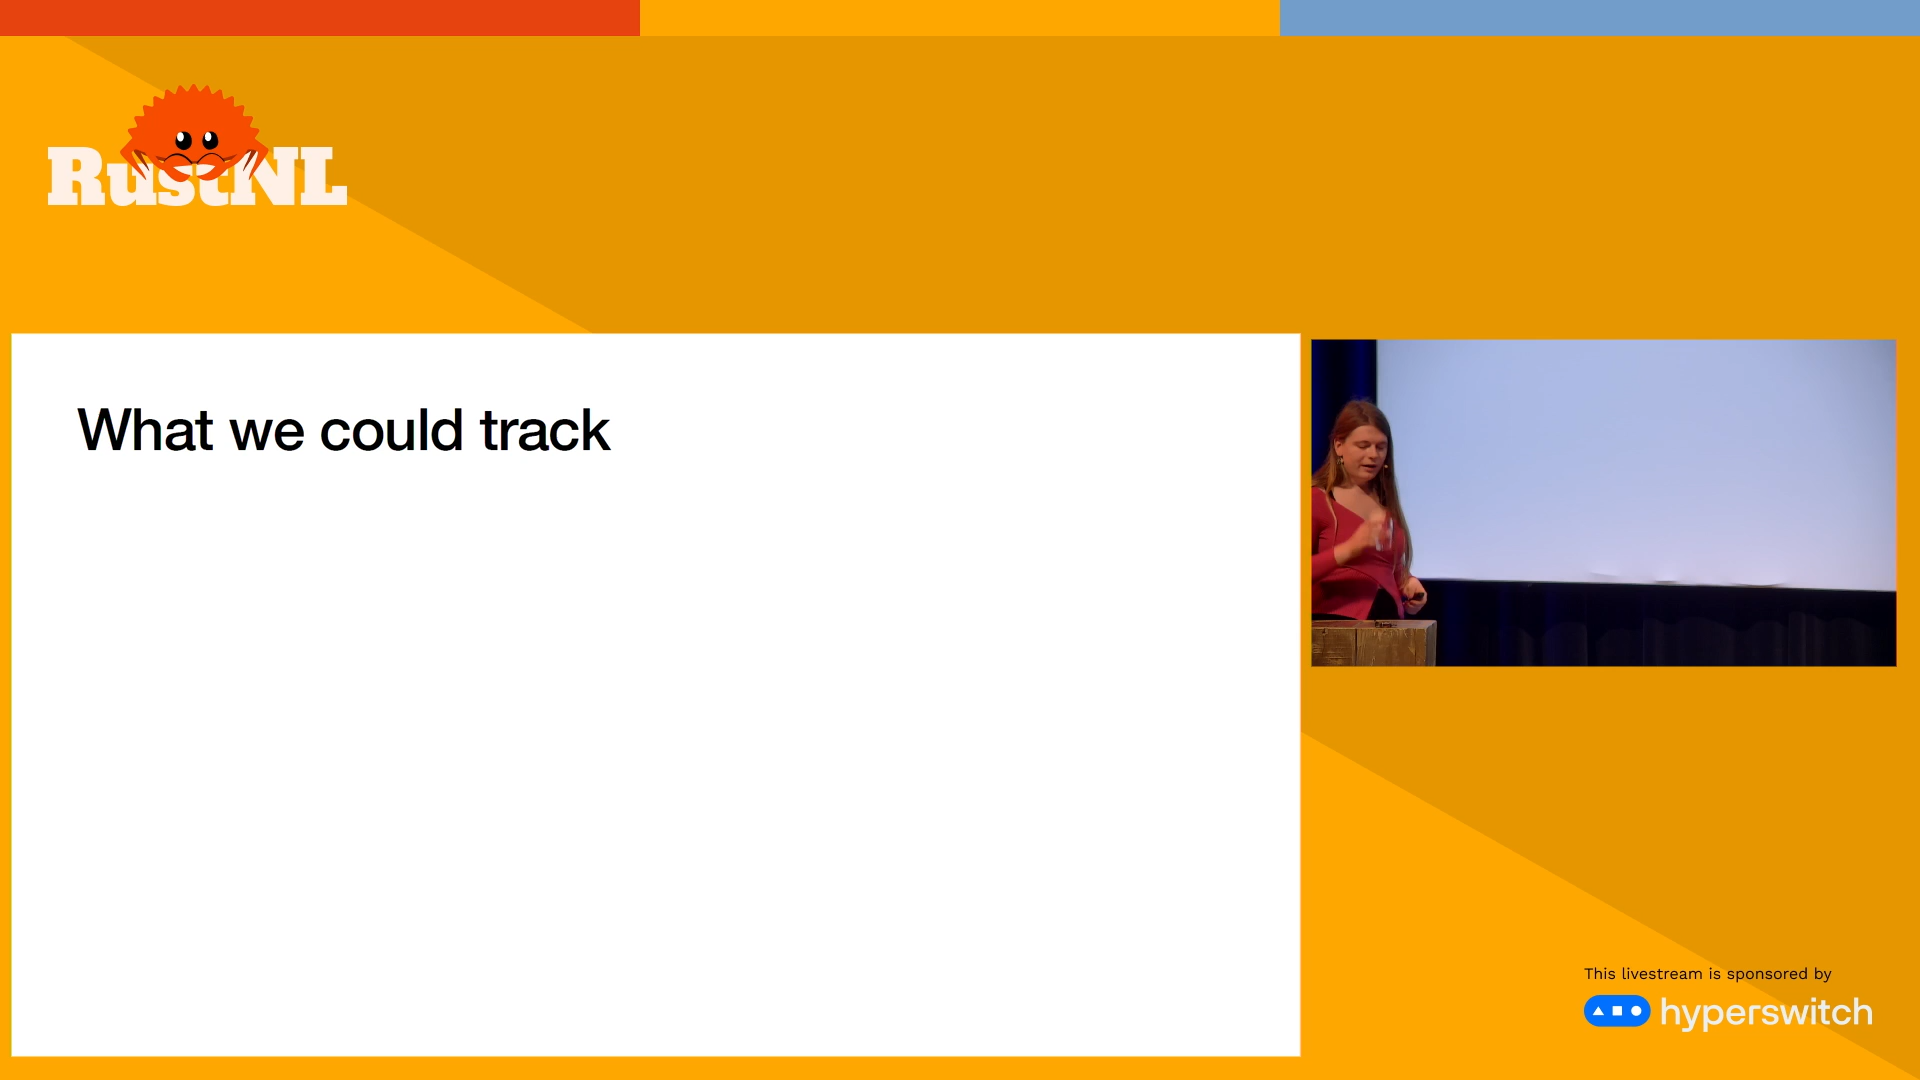 RustNL
What we could track
This livestream is sponsored by
hyperswitch